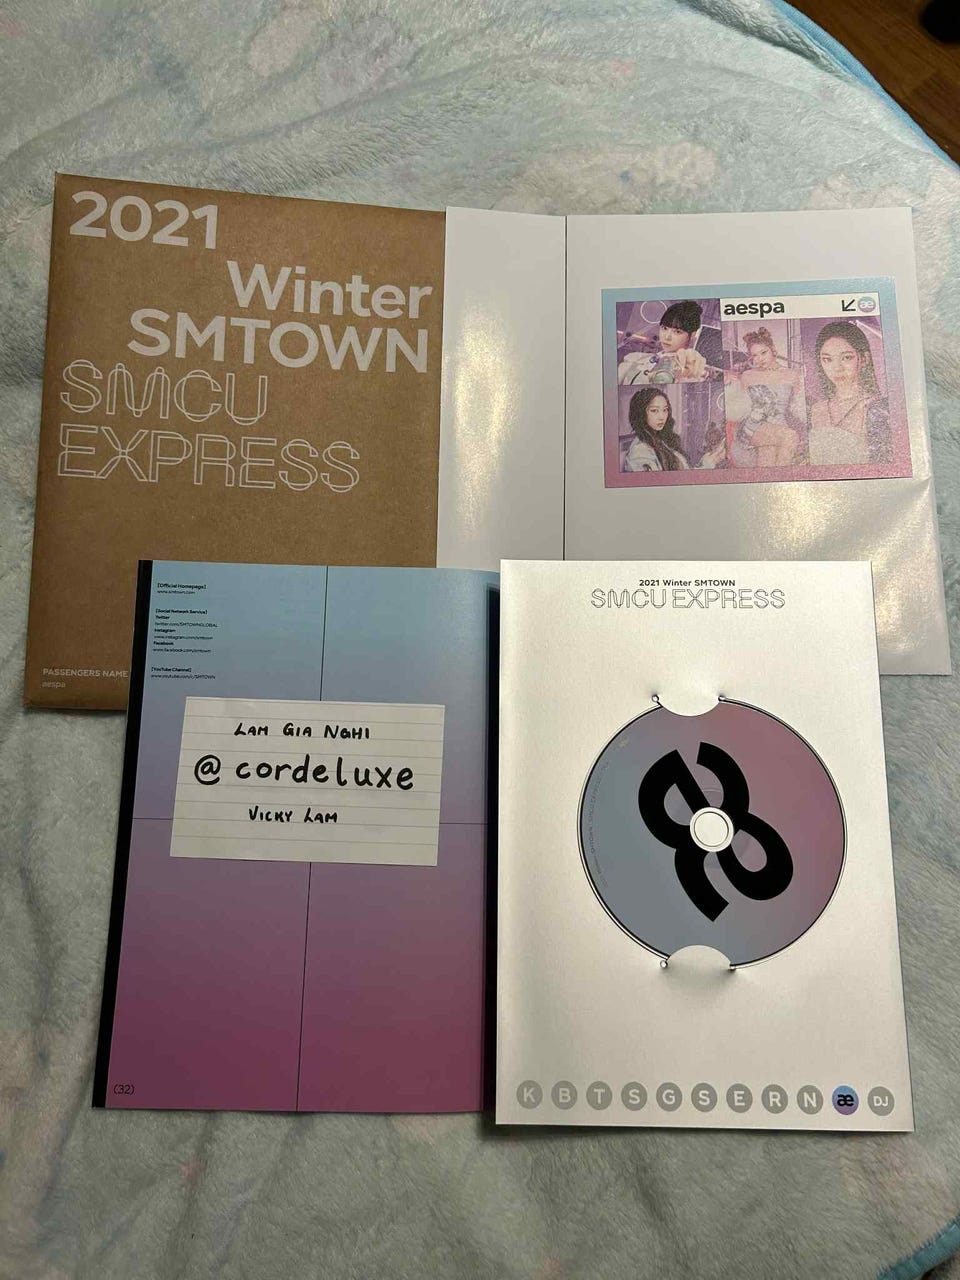 2021
Winter
SMTOWN
SMCU
EXPRESS
PASSENGERS NAME
aespa
aespa
æ
[Official Homepage]
www.smtown.com
[Social Network Service]
Twitter
twitter.com/SMTOWNGLOBAL
Instagram
www.instagram.com/smtown
Facebook
www.facebook.com/smtown
[YouTube Channel]
www.youtube.com/c/SMTOWN
LAM GIA NGHI
@cordeluxe
VICKY LAM
(32)
2021 Winter SMTOWN
SMCU EXPRESS
æ
K B T S G S E R N æ DJ